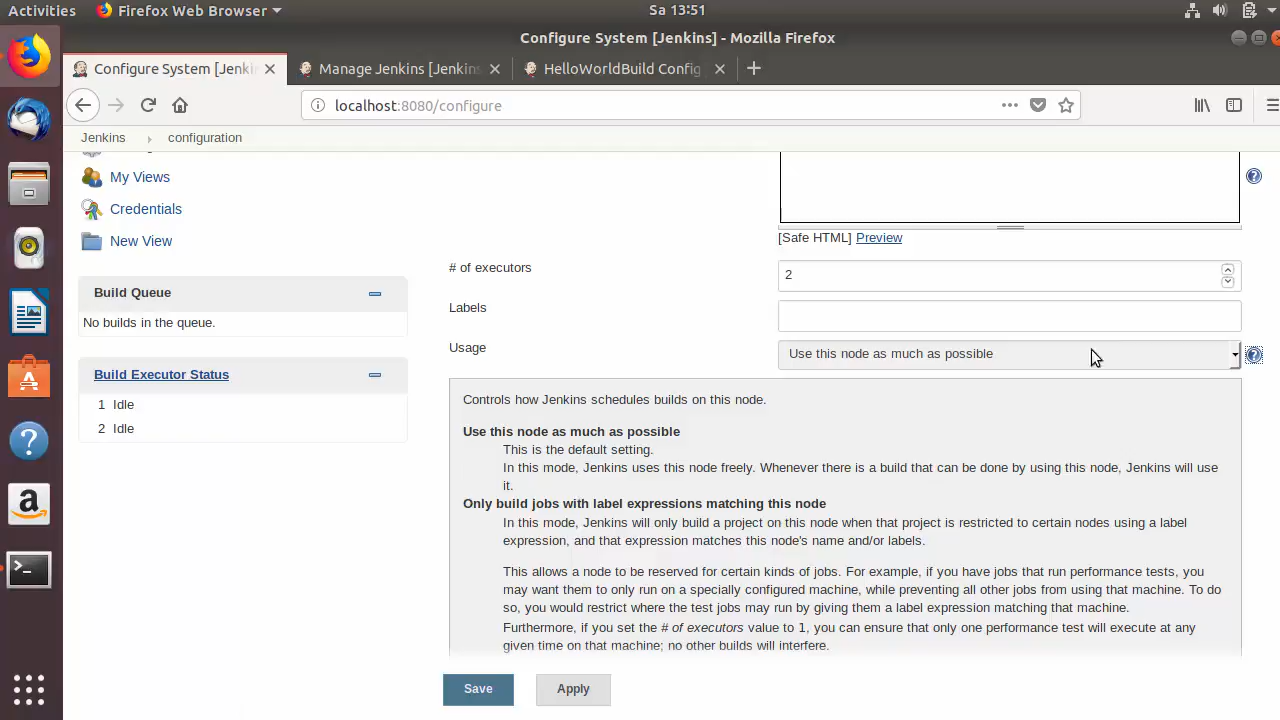 Activities
Firefox Web Browser
Sa 13:51
Configure System [Jenkins] - Mozilla Firefox
Configure System [Jenki
Manage Jenkins [Jenkins
HelloWorldBuild Config
localhost:8080/configure
Jenkins
configuration
My Views
Credentials
New View
Build Queue
No builds in the queue.
Build Executor Status
1 Idle
2 Idle
[Safe HTML] Preview
# of executors
2
Labels
Usage
Use this node as much as possible
Controls how Jenkins schedules builds on this node.
Use this node as much as possible
This is the default setting.
In this mode, Jenkins uses this node freely. Whenever there is a build that can be done by using this node, Jenkins will use
it.
Only build jobs with label expressions matching this node
In this mode, Jenkins will only build a project on this node when that project is restricted to certain nodes using a label
expression, and that expression matches this node's name and/or labels.
This allows a node to be reserved for certain kinds of jobs. For example, if you have jobs that run performance tests, you
may want them to only run on a specially configured machine, while preventing all other jobs from using that machine. To do
so, you would restrict where the test jobs may run by giving them a label expression matching that machine.
Furthermore, if you set the # of executors value to 1, you can ensure that only one performance test will execute at any
given time on that machine; no other builds will interfere.
Save
Apply